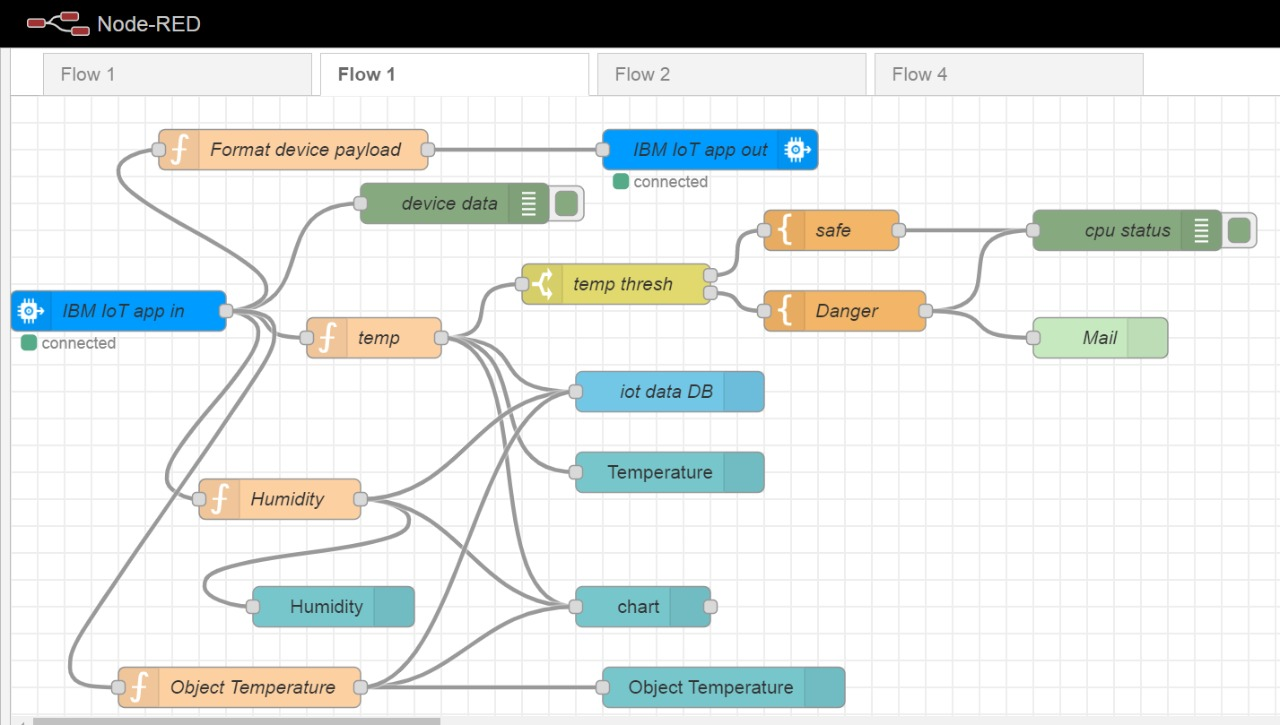 Node-RED
Flow 1
Flow 1
Flow 2
Flow 4
Format device payload
IBM IoT app out
connected
device data
safe
cpu status
temp thresh
IBM IoT app in
connected
Danger
temp
Mail
iot data DB
Temperature
Humidity
Humidity
chart
Object Temperature
Object Temperature